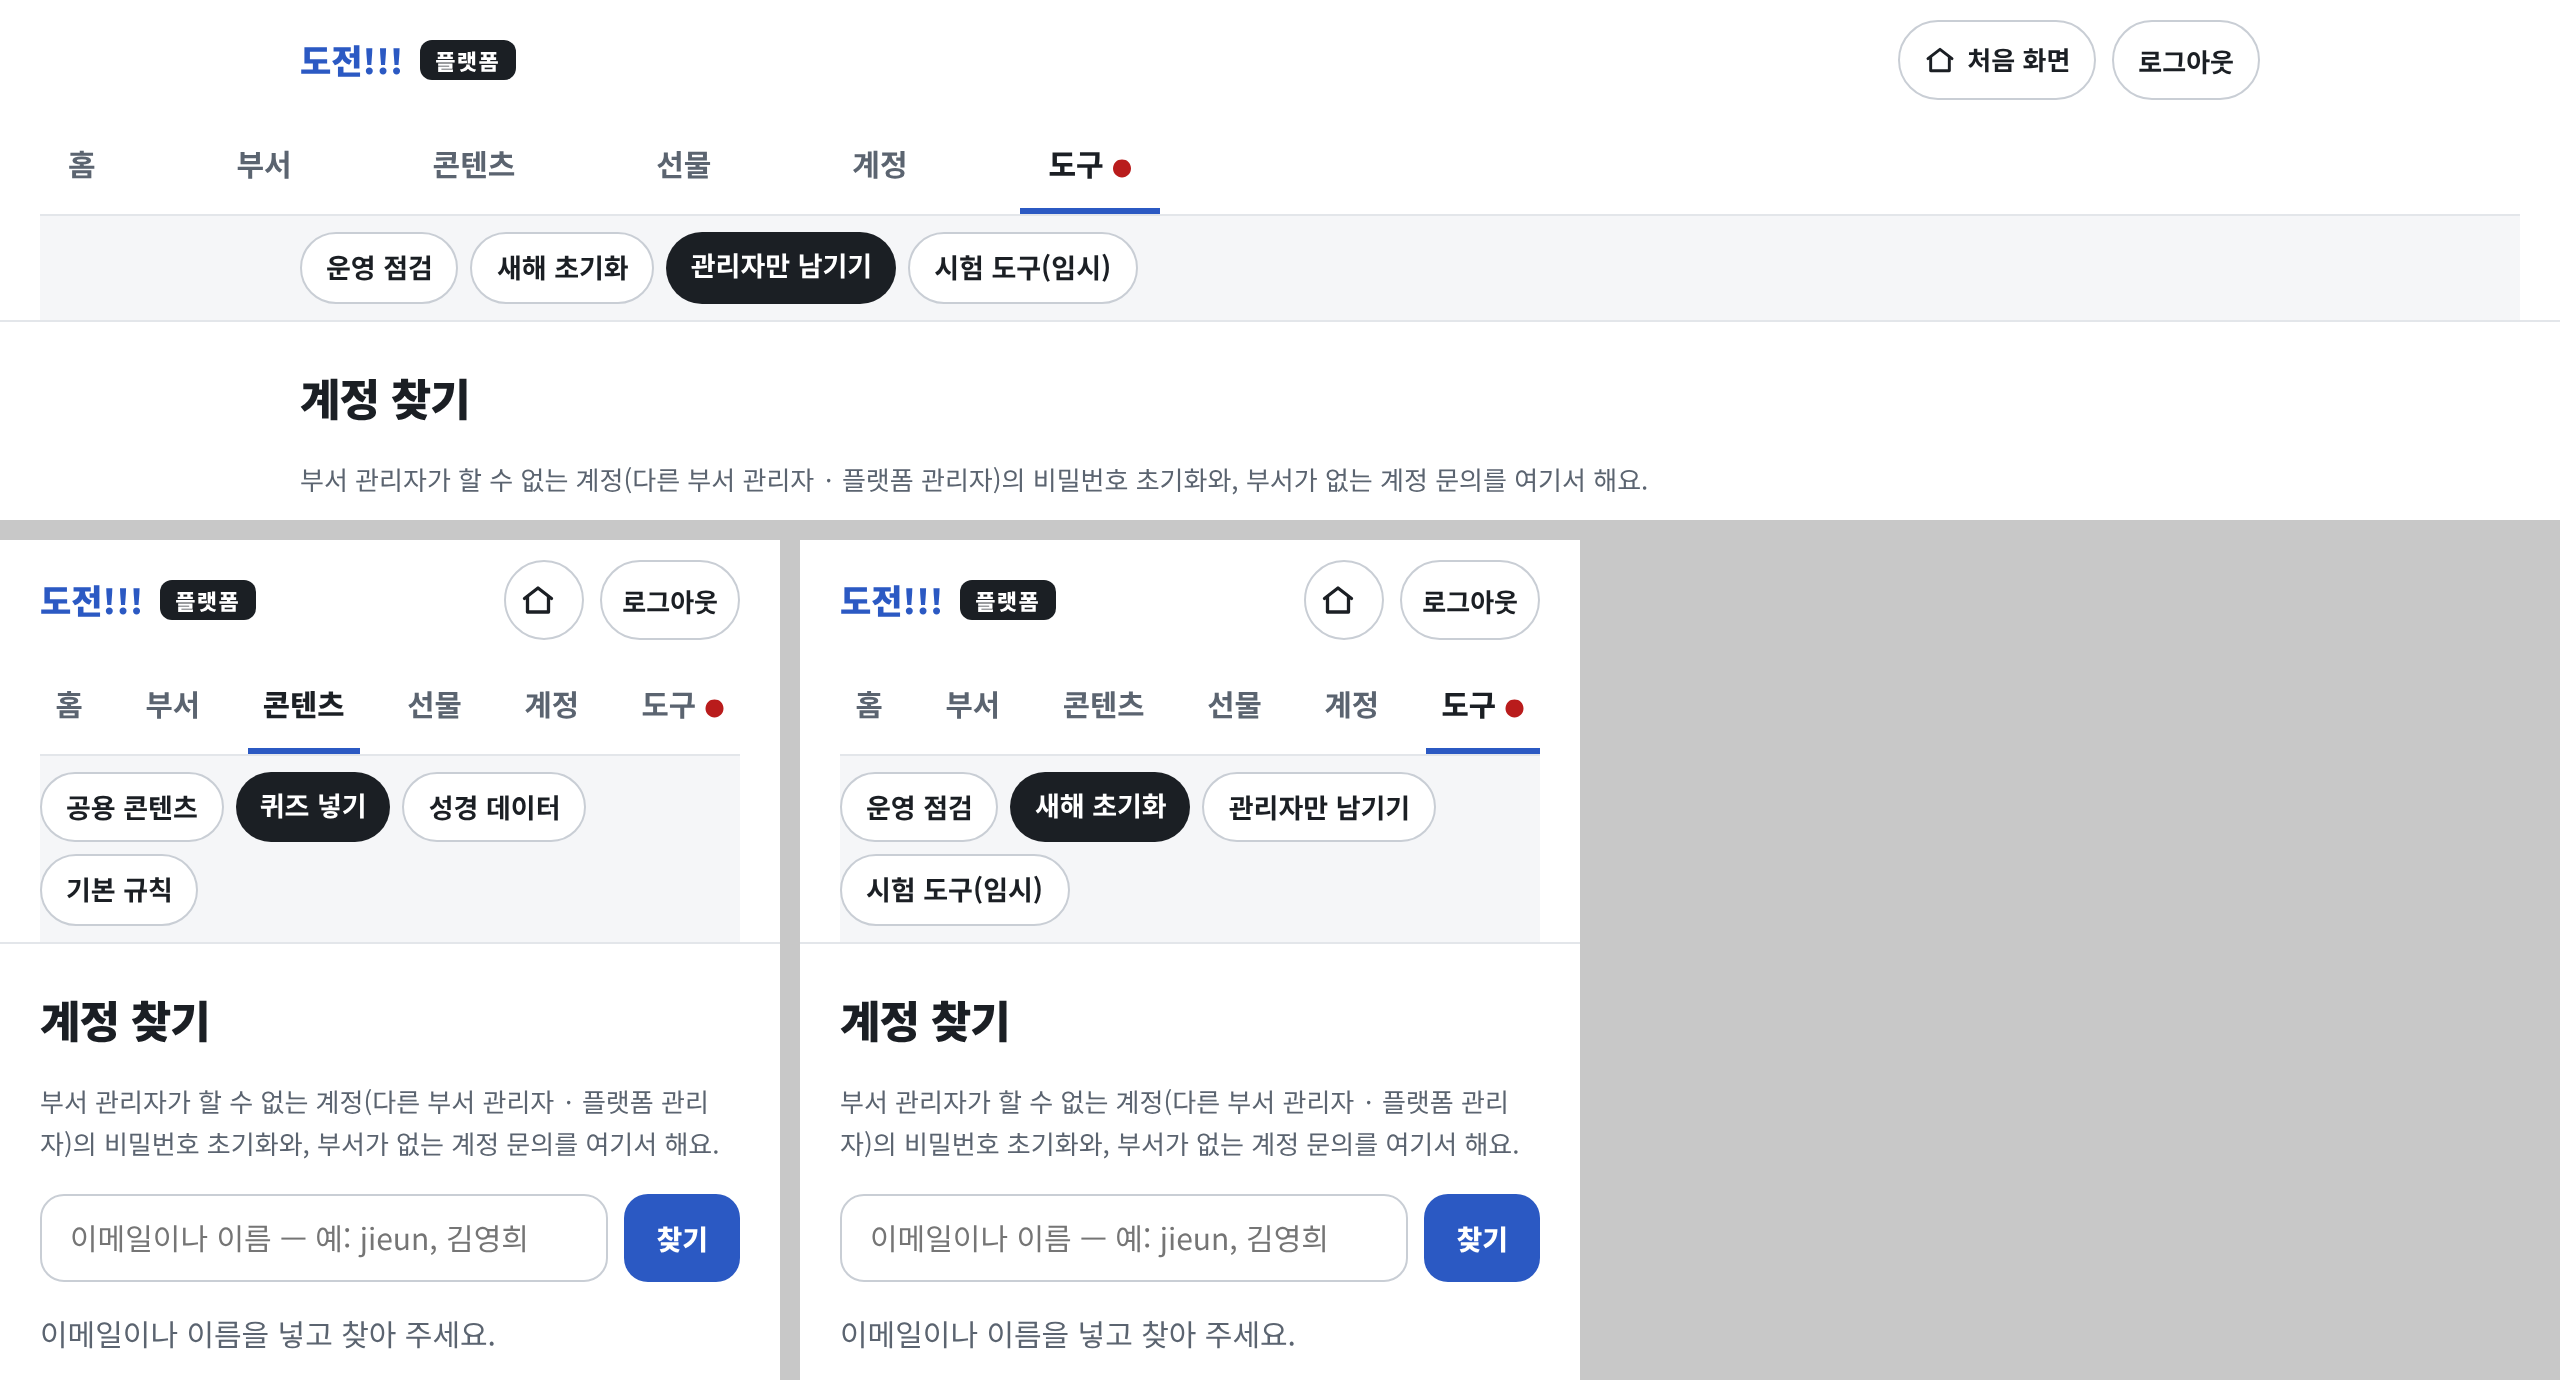 도전!!! 플랫폼 처음 화면 로그아웃
홈 부서 콘텐츠 선물 계정 도구
운영 점검 새해 초기화 관리자만 남기기 시험 도구(임시)
계정 찾기
부서 관리자가 할 수 없는 계정(다른 부서 관리자 · 플랫폼 관리자)의 비밀번호 초기화와, 부서가 없는 계정 문의를 여기서 해요.
도전!!! 플랫폼 로그아웃
홈 부서 콘텐츠 선물 계정 도구
공용 콘텐츠 퀴즈 넣기 성경 데이터
기본 규칙
계정 찾기
부서 관리자가 할 수 없는 계정(다른 부서 관리자 · 플랫폼 관리
자)의 비밀번호 초기화와, 부서가 없는 계정 문의를 여기서 해요.
이메일이나 이름 — 예: jieun, 김영희 찾기
이메일이나 이름을 넣고 찾아 주세요.
도전!!! 플랫폼 로그아웃
홈 부서 콘텐츠 선물 계정 도구
운영 점검 새해 초기화 관리자만 남기기
시험 도구(임시)
계정 찾기
부서 관리자가 할 수 없는 계정(다른 부서 관리자 · 플랫폼 관리
자)의 비밀번호 초기화와, 부서가 없는 계정 문의를 여기서 해요.
이메일이나 이름 — 예: jieun, 김영희 찾기
이메일이나 이름을 넣고 찾아 주세요.